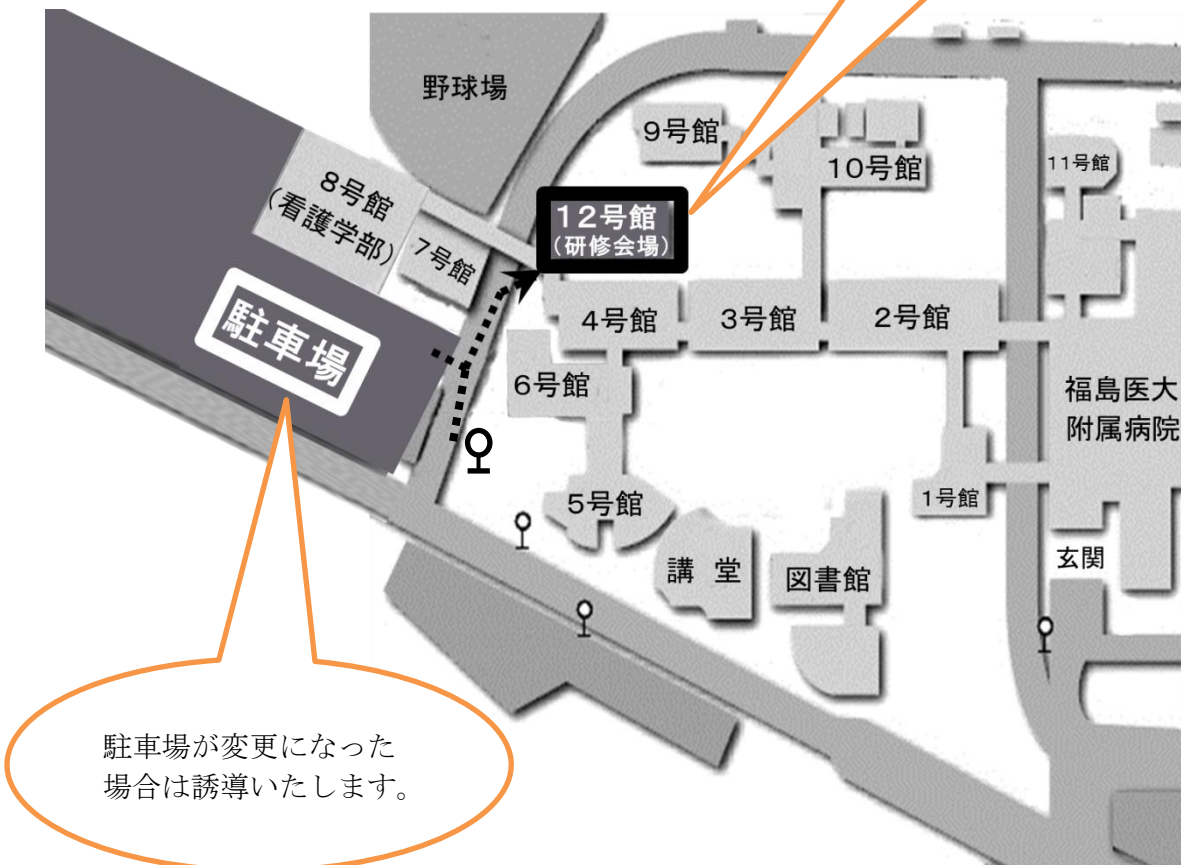 野球場
9号館
10号館
11号館
8号館
(看護学部)
7号館
12号館
(研修会場)
駐車場
4号館
3号館
2号館
6号館
福島医大
附属病院
5号館
1号館
講 堂
図書館
玄関
駐車場が変更になった
場合は誘導いたします。